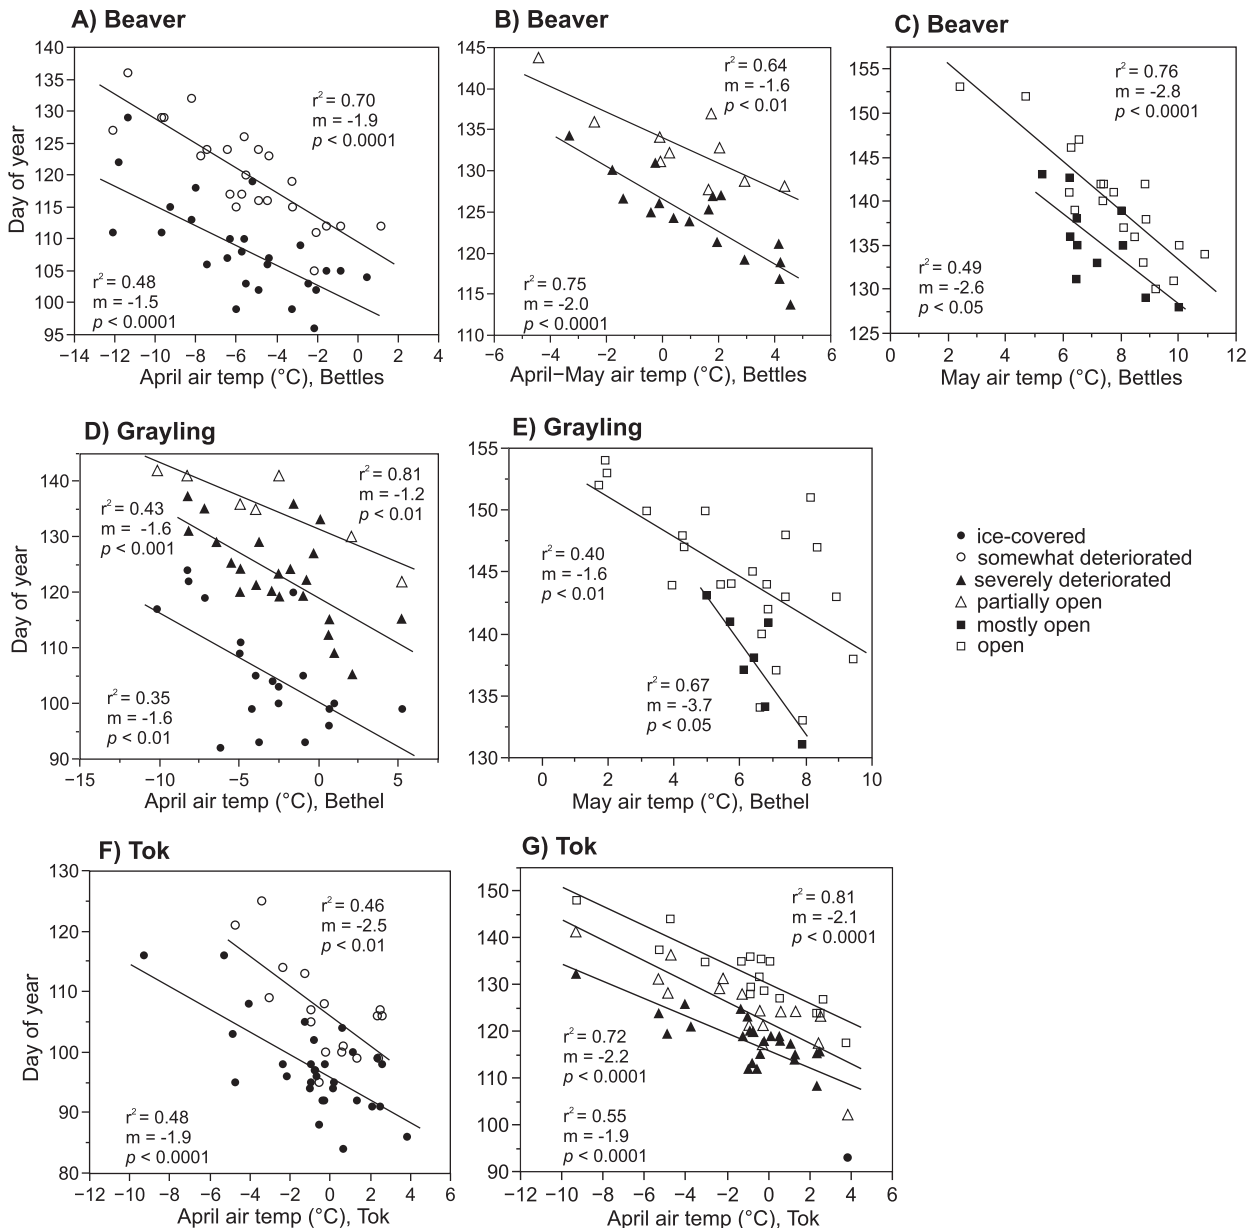 A) Beaver
140
135
130
125
120
115
110
105
100
95
Day of year
r² = 0.70
m = -1.9
p < 0.0001
r² = 0.48
m = -1.5
p < 0.0001
−14 −12 −10 −8 −6 −4 −2 0 2 4
April air temp (°C), Bettles
B) Beaver
145
140
135
130
125
120
115
110
r² = 0.64
m = -1.6
p < 0.01
r² = 0.75
m = -2.0
p < 0.0001
−6 −4 −2 0 2 4 6
April−May air temp (°C), Bettles
C) Beaver
155
150
145
140
135
130
125
r² = 0.76
m = -2.8
p < 0.0001
r² = 0.49
m = -2.6
p < 0.05
0 2 4 6 8 10 12
May air temp (°C), Bettles
D) Grayling
140
130
120
110
100
90
Day of year
r² = 0.81
m = -1.2
p < 0.01
r² = 0.43
m = -1.6
p < 0.001
r² = 0.35
m = -1.6
p < 0.01
−15 −10 −5 0 5
April air temp (°C), Bethel
E) Grayling
155
150
145
140
135
130
r² = 0.40
m = -1.6
p < 0.01
r² = 0.67
m = -3.7
p < 0.05
0 2 4 6 8 10
May air temp (°C), Bethel
ice-covered
somewhat deteriorated
severely deteriorated
partially open
mostly open
open
F) Tok
130
120
110
100
90
80
Day of year
r² = 0.46
m = -2.5
p < 0.01
r² = 0.48
m = -1.9
p < 0.0001
−12 −10 −8 −6 −4 −2 0 2 4 6
April air temp (°C), Tok
G) Tok
150
140
130
120
110
100
90
r² = 0.81
m = -2.1
p < 0.0001
r² = 0.72
m = -2.2
p < 0.0001
r² = 0.55
m = -1.9
p < 0.0001
−12 −10 −8 −6 −4 −2 0 2 4 6
April air temp (°C), Tok